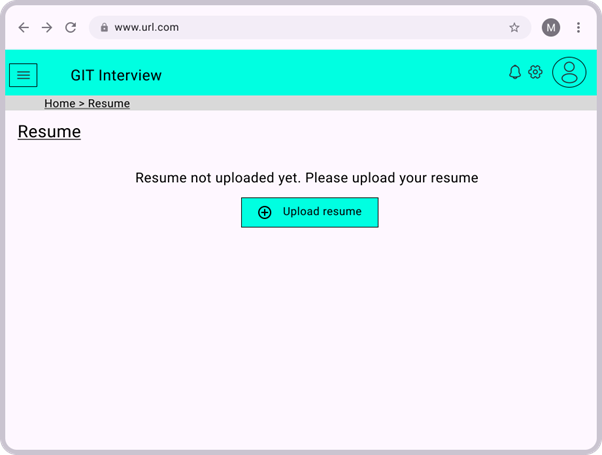 www.url.com
M
GIT Interview
Home > Resume
Resume
Resume not uploaded yet. Please upload your resume
Upload resume